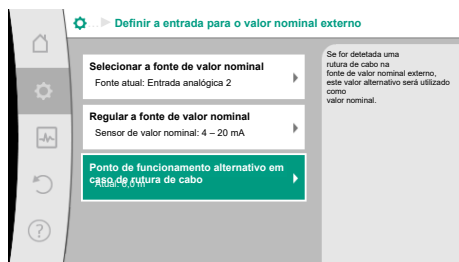 Definir a entrada para o valor nominal externo
Selecionar a fonte de valor nominal
Fonte atual: Entrada analógica 2
Regular a fonte de valor nominal
Sensor de valor nominal: 4 – 20 mA
Ponto de funcionamento alternativo em
caso de rutura de cabo
Atual: 6,0 m
Se for detetada uma
rutura de cabo na
fonte de valor nominal externo,
este valor alternativo será utilizado
como
valor nominal.
?